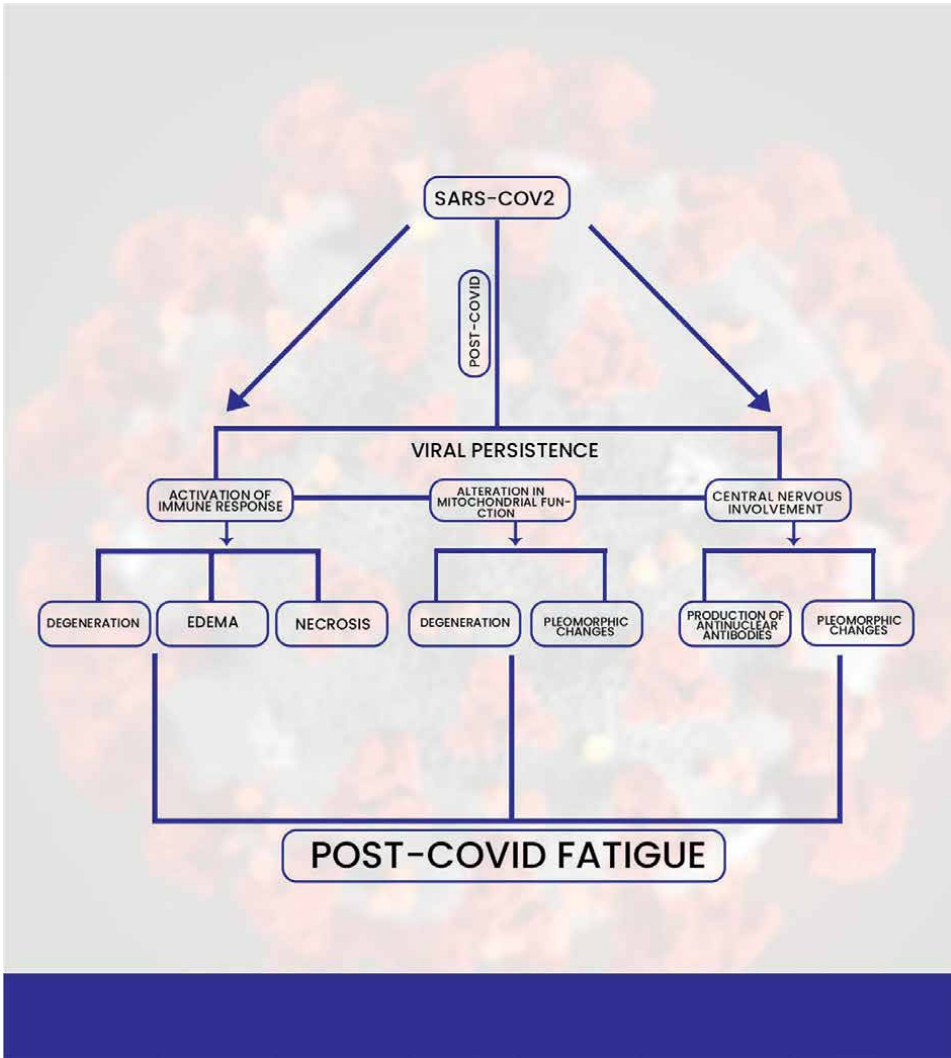 SARS-COV2
POST-COVID
VIRAL PERSISTENCE
ACTIVATION OF
IMMUNE RESPONSE
ALTERATION IN
MITOCHONDRIAL FUN-
CTION
CENTRAL NERVOUS
INVOLVEMENT
DEGENERATION
EDEMA
NECROSIS
DEGENERATION
PLEOMORPHIC
CHANGES
PRODUCTION OF
ANTINUCLEAR
ANTIBODIES
PLEOMORPHIC
CHANGES
POST-COVID FATIGUE